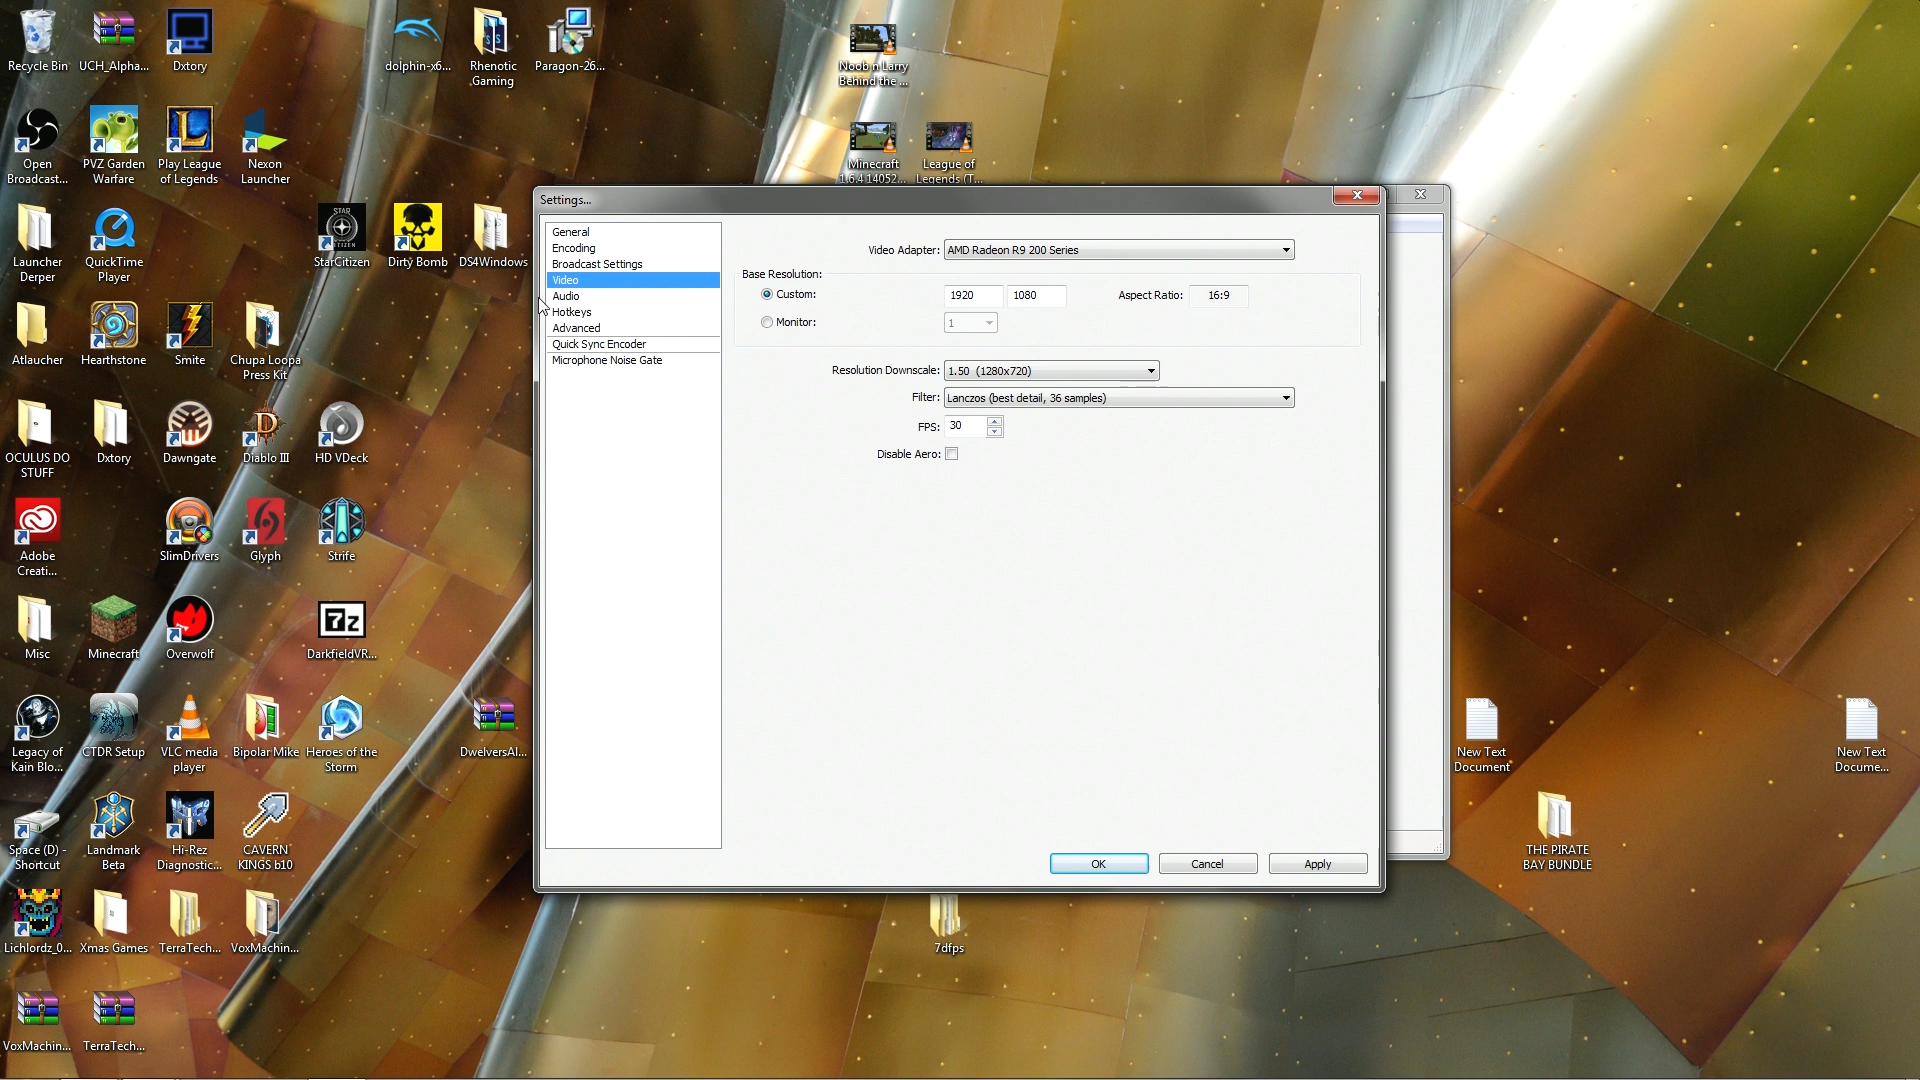 Recycle Bin
UCH_Alpha...
Dxtory
dolphin-x6...
Rhenotic
Gaming
Paragon-26...
Noob n Larry
Behind the ...
Open
Broadcast...
PVZ Garden
Warfare
Play League
of Legends
Nexon
Launcher
Minecraft
1.6.4 14052...
League of
Legends (T...
Launcher
Derper
QuickTime
Player
STAR
CITIZEN
StarCitizen
Dirty Bomb
DS4Windows
Atlauncher
Hearthstone
Smite
Chupa Loopa
Press Kit
OCULUS DO
STUFF
Dxtory
Dawngate
Diablo III
HD VDeck
Adobe
Creati...
SlimDrivers
Glyph
Strife
Misc
Minecraft
Overwolf
7z
DarkfieldVR...
Legacy of
Kain Blo...
CTDR Setup
VLC media
player
Bipolar Mike
Heroes of the
Storm
DwelversAl...
Space (D) -
Shortcut
Landmark
Beta
Hi-Rez
Diagnostic...
CAVERN
KINGS b10
Lichlordz_0...
Xmas Games
TerraTech...
VoxMachin...
VoxMachin...
TerraTech...
Settings...
General
Encoding
Broadcast Settings
Video
Audio
Hotkeys
Advanced
Quick Sync Encoder
Microphone Noise Gate
Video Adapter: AMD Radeon R9 200 Series
Base Resolution:
Custom: 1920 1080 Aspect Ratio: 16:9
Monitor: 1
Resolution Downscale: 1.50 (1280x720)
Filter: Lanczos (best detail, 36 samples)
FPS: 30
Disable Aero:
OK Cancel Apply
7dfps
New Text
Document
New Text
Docume...
THE PIRATE
BAY BUNDLE